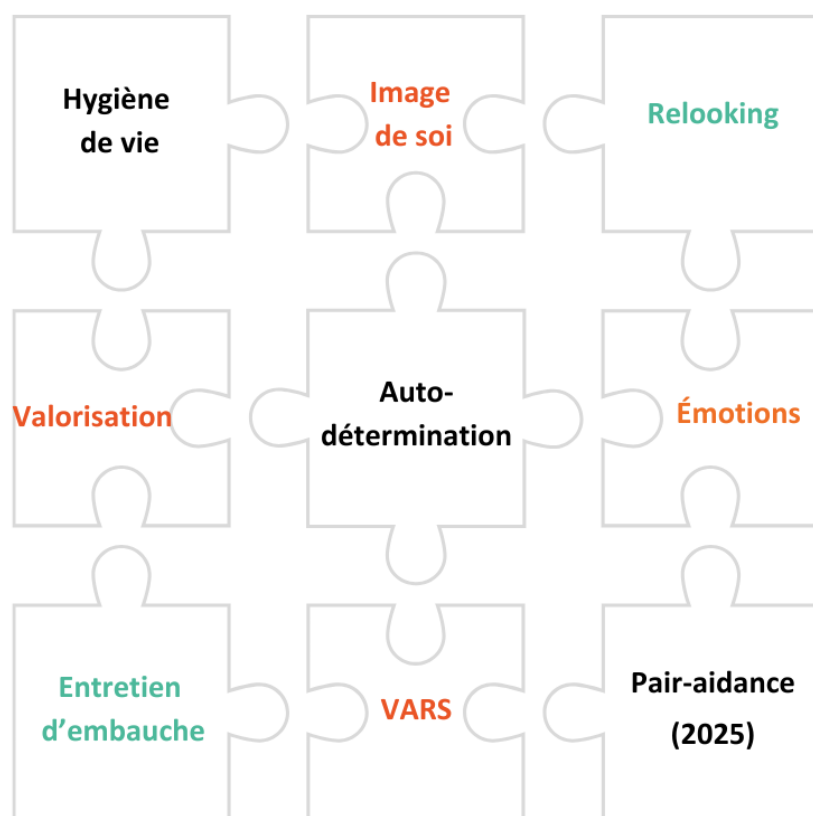 Hygiène
de vie
Image
de soi
Relooking
Valorisation
Auto-
détermination
Émotions
Entretien
d’embauche
VARS
Pair-aidance
(2025)